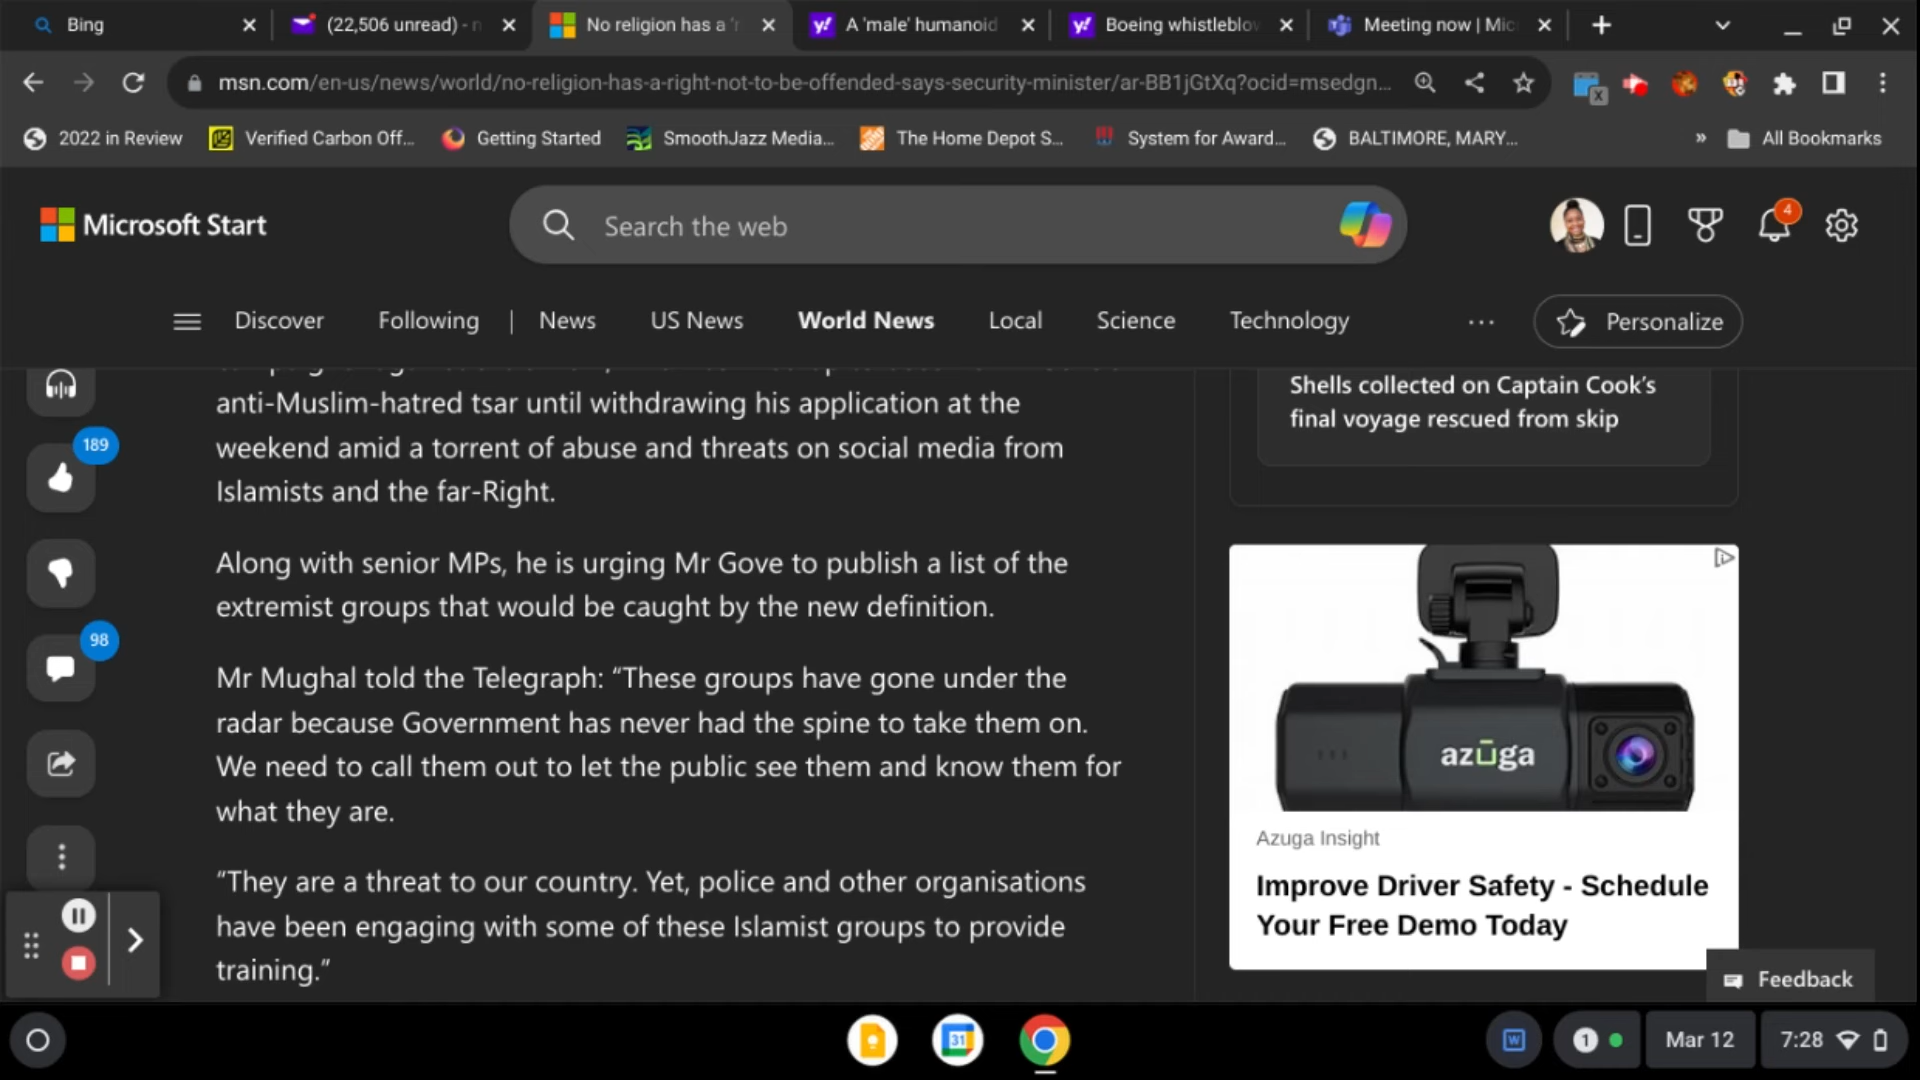 Bing
(22,506 unread) - n
No religion has a 'r
A 'male' humanoid
Boeing whistleblov
Meeting now | Mic
msn.com/en-us/news/world/no-religion-has-a-right-not-to-be-offended-says-security-minister/ar-BB1jGtXq?ocid=msedgn...
2022 in Review
Verified Carbon Off...
Getting Started
SmoothJazz Media...
The Home Depot S...
System for Award...
BALTIMORE, MARY...
»
All Bookmarks
Microsoft Start
Search the web
4
Discover
Following
News
US News
World News
Local
Science
Technology
...
Personalize
anti-Muslim-hatred tsar until withdrawing his application at the
weekend amid a torrent of abuse and threats on social media from
Islamists and the far-Right.
Along with senior MPs, he is urging Mr Gove to publish a list of the
extremist groups that would be caught by the new definition.
Mr Mughal told the Telegraph: “These groups have gone under the
radar because Government has never had the spine to take them on.
We need to call them out to let the public see them and know them for
what they are.
“They are a threat to our country. Yet, police and other organisations
have been engaging with some of these Islamist groups to provide
training.”
189
98
Shells collected on Captain Cook’s
final voyage rescued from skip
azūga
Azuga Insight
Improve Driver Safety - Schedule
Your Free Demo Today
Feedback
31
W
1
Mar 12
7:28